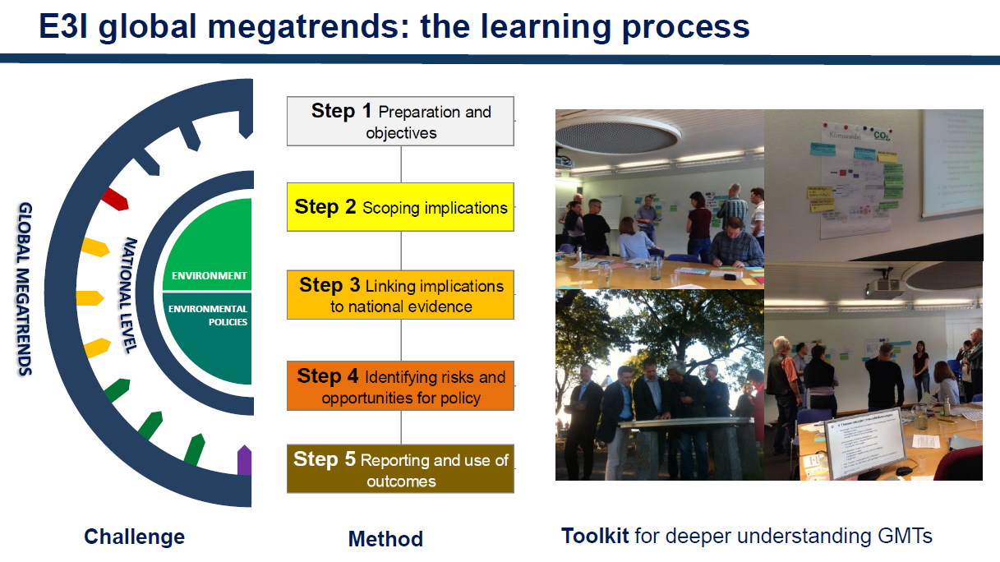 E3I global megatrends: the learning process
GLOBAL MEGATRENDS
NATIONAL LEVEL
ENVIRONMENT
ENVIRONMENTAL
POLICIES
Step 1 Preparation and
objectives
Step 2 Scoping implications
Step 3 Linking implications
to national evidence
Step 4 Identifying risks and
opportunities for policy
Step 5 Reporting and use of
outcomes
Klimawandel
CO₂
Challenge
Method
Toolkit for deeper understanding GMTs